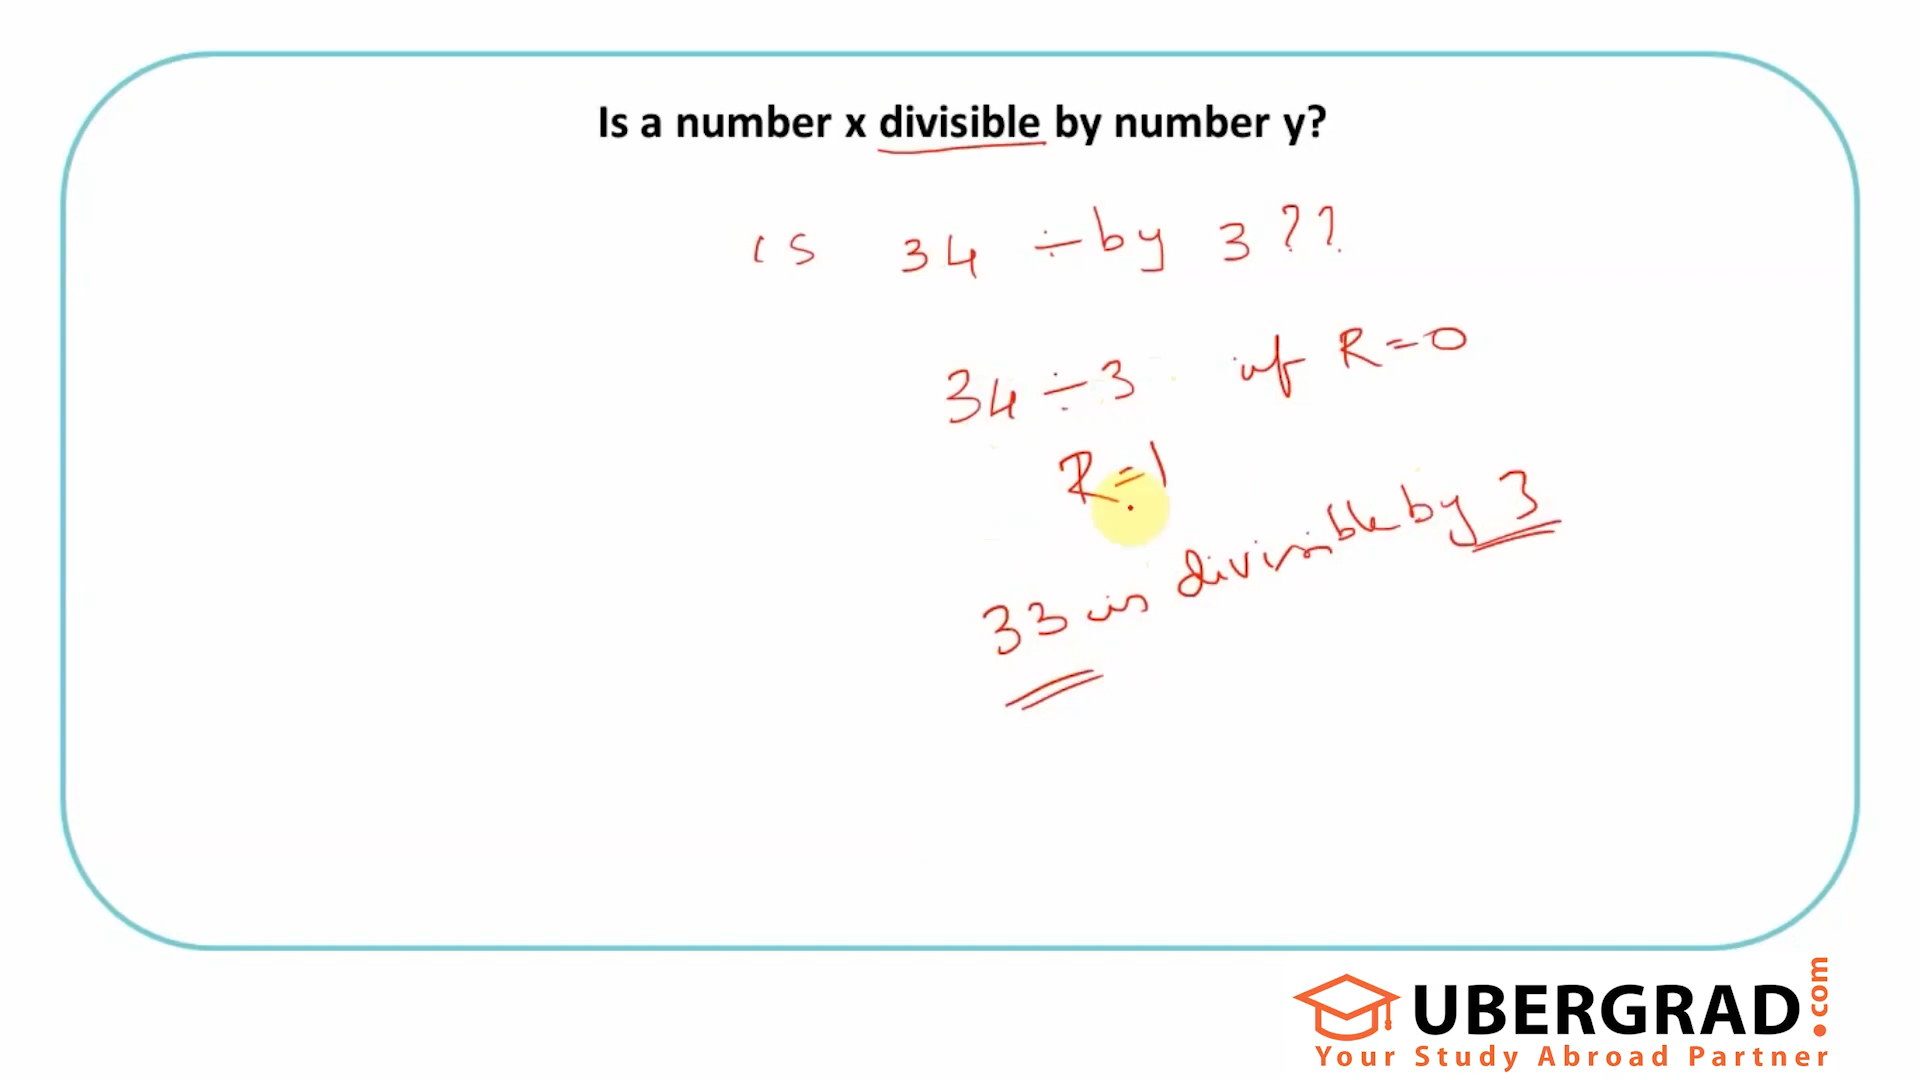 Is a number x divisible by number y?
is 34 ÷ by 3 ??
34 ÷ 3 if R=0
R=1
33 is divisible by 3
UBERGRAD.com
Your Study Abroad Partner